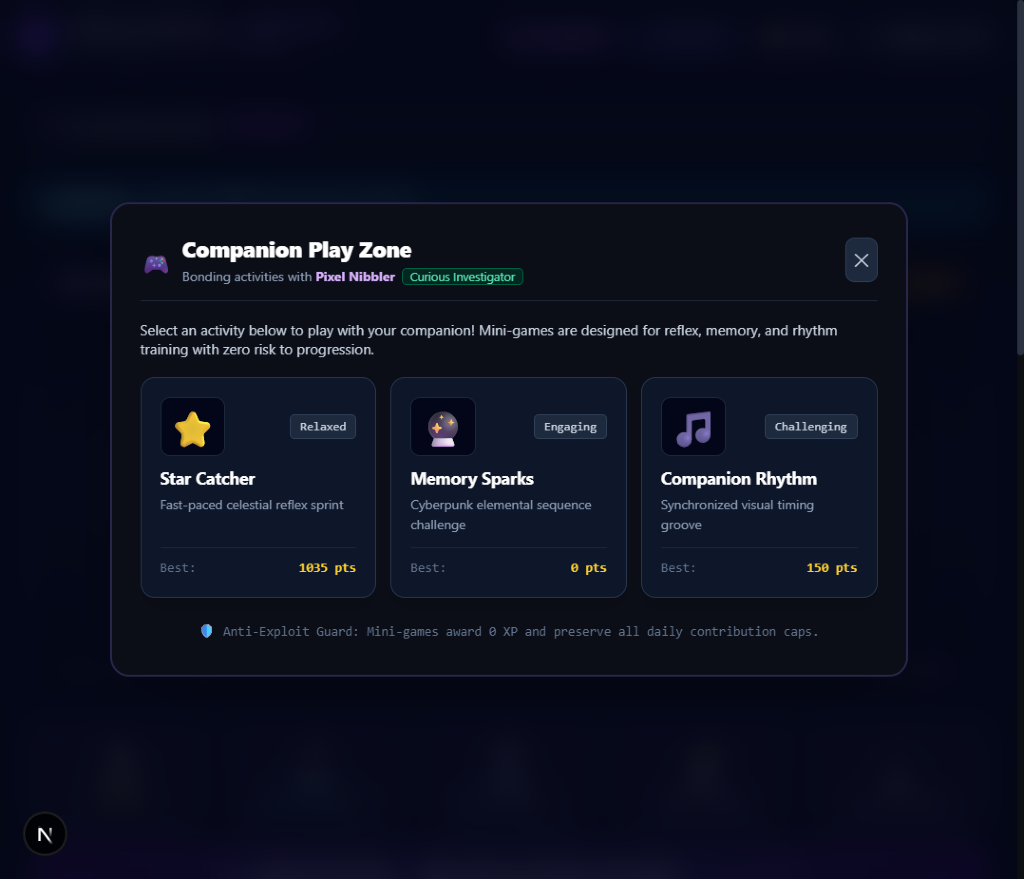 Companion Play Zone
Bonding activities with Pixel Nibbler Curious Investigator
Select an activity below to play with your companion! Mini-games are designed for reflex, memory, and rhythm
training with zero risk to progression.
Relaxed
Star Catcher
Fast-paced celestial reflex sprint
Best: 1035 pts
Engaging
Memory Sparks
Cyberpunk elemental sequence
challenge
Best: 0 pts
Challenging
Companion Rhythm
Synchronized visual timing
groove
Best: 150 pts
Anti-Exploit Guard: Mini-games award 0 XP and preserve all daily contribution caps.
N